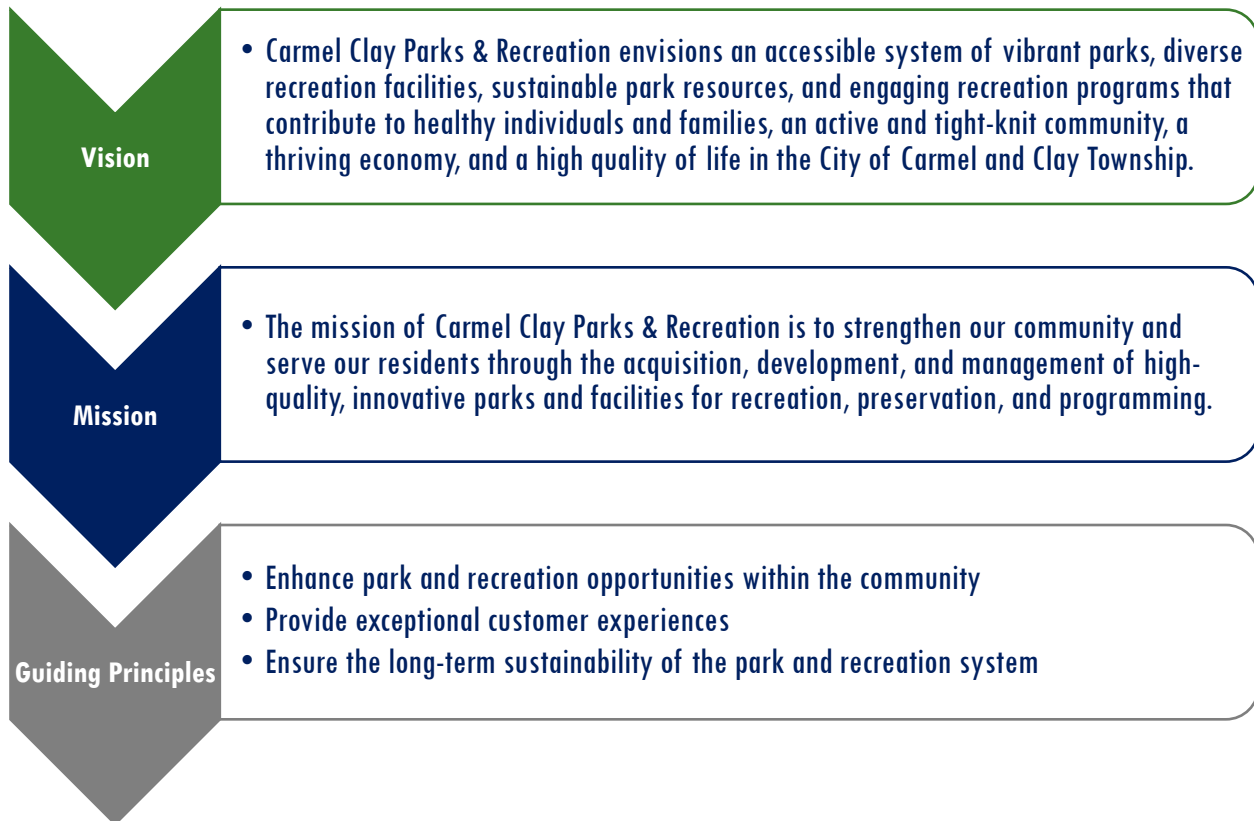 Vision
• Carmel Clay Parks & Recreation envisions an accessible system of vibrant parks, diverse
recreation facilities, sustainable park resources, and engaging recreation programs that
contribute to healthy individuals and families, an active and tight-knit community, a
thriving economy, and a high quality of life in the City of Carmel and Clay Township.
Mission
• The mission of Carmel Clay Parks & Recreation is to strengthen our community and
serve our residents through the acquisition, development, and management of high-
quality, innovative parks and facilities for recreation, preservation, and programming.
Guiding Principles
• Enhance park and recreation opportunities within the community
• Provide exceptional customer experiences
• Ensure the long-term sustainability of the park and recreation system